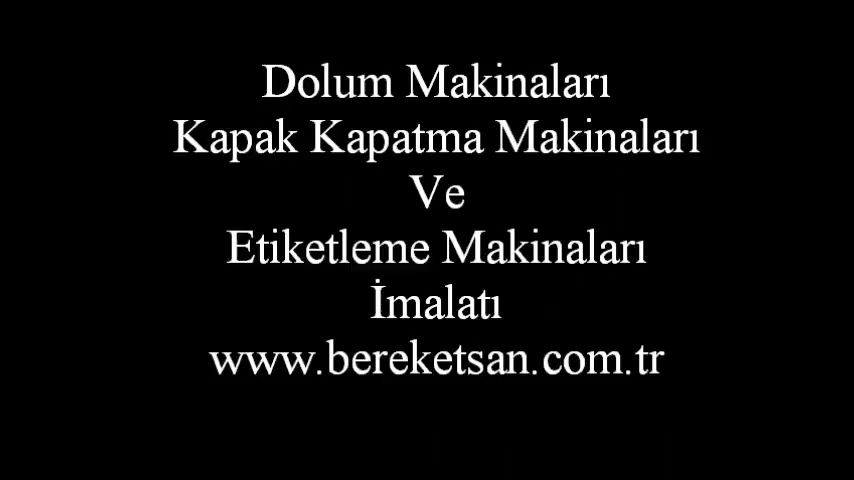 Dolum Makinaları
Kapak Kapatma Makinaları
Ve
Etiketleme Makinaları
İmalatı
www.bereketsan.com.tr